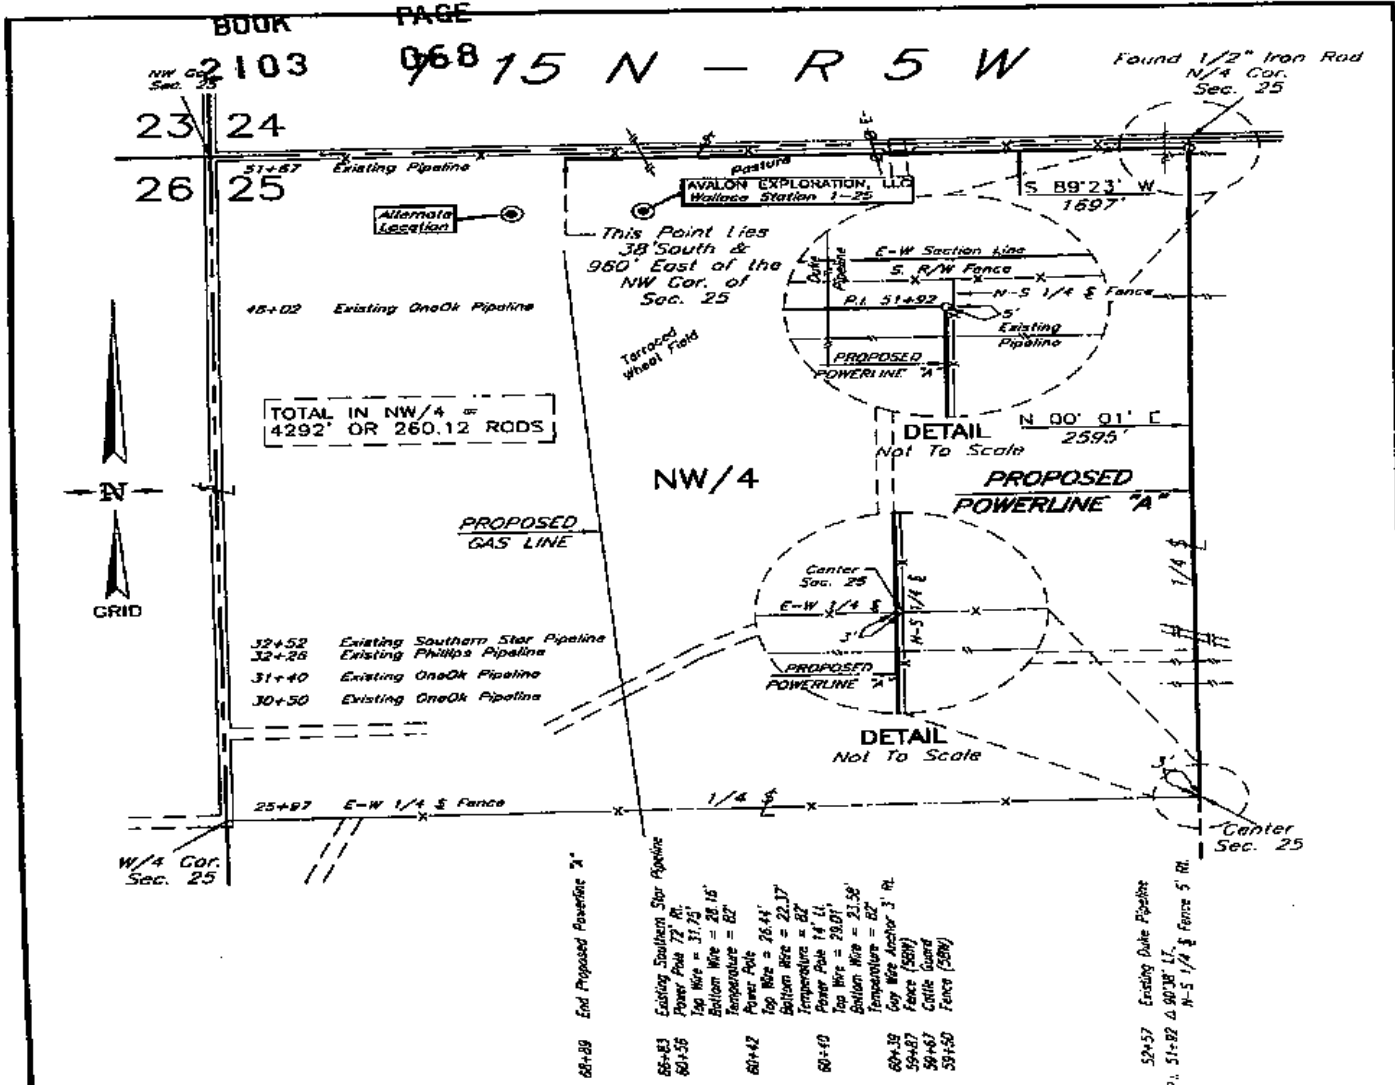 BOOK PAGE
2103 068
15 N - R 5 W
NW Cor.
Sec. 25
Found 1/2" Iron Rod
N/4 Cor.
Sec. 25
23 24
26 25
51+67 Existing Pipeline
Pasture
AVALON EXPLORATION, LLC
Wallace Station 1-25
S 89°23' W
1697'
Alternate
Location
This Point Lies
38' South &
960' East of the
NW Cor. of
Sec. 25
E-W Section Line
S. R/W Fence
Duke
Pipeline
N-S 1/4 ℄ Fence
P.I. 51+92
5'
Existing
Pipeline
PROPOSED
POWERLINE "A"
48+02 Existing OneOk Pipeline
Terraced
Wheat Field
TOTAL IN NW/4 =
4292' OR 260.12 RODS
DETAIL
Not To Scale
N 00° 01' E
2595'
N
GRID
NW/4
PROPOSED
POWERLINE "A"
PROPOSED
GAS LINE
1/4 ℄
Center
Sec. 25
E-W 1/4 ℄
N-S 1/4 ℄
3'
PROPOSED
POWERLINE "A"
32+52 Existing Southern Star Pipeline
32+26 Existing Phillips Pipeline
31+40 Existing OneOk Pipeline
30+50 Existing OneOk Pipeline
DETAIL
Not To Scale
3'
25+97 E-W 1/4 ℄ Fence
1/4 ℄
W/4 Cor.
Sec. 25
Center
Sec. 25
68+89 End Proposed Powerline "A"
66+83 Existing Southern Star Pipeline
60+56 Power Pole 72' Rt.
Top Wire = 31.75'
Bottom Wire = 28.16'
Temperature = 82°
60+42 Power Pole
Top Wire = 26.44'
Bottom Wire = 22.37'
Temperature = 82°
60+40 Power Pole 14' Lt.
Top Wire = 29.01'
Bottom Wire = 23.58'
Temperature = 82°
60+39 Guy Wire Anchor 3' Rt.
59+87 Fence (5BW)
59+67 Cattle Guard
59+50 Fence (5BW)
52+57 Existing Duke Pipeline
51+92 Δ 90°38' LT.
N-S 1/4 ℄ Fence 5' Rt.